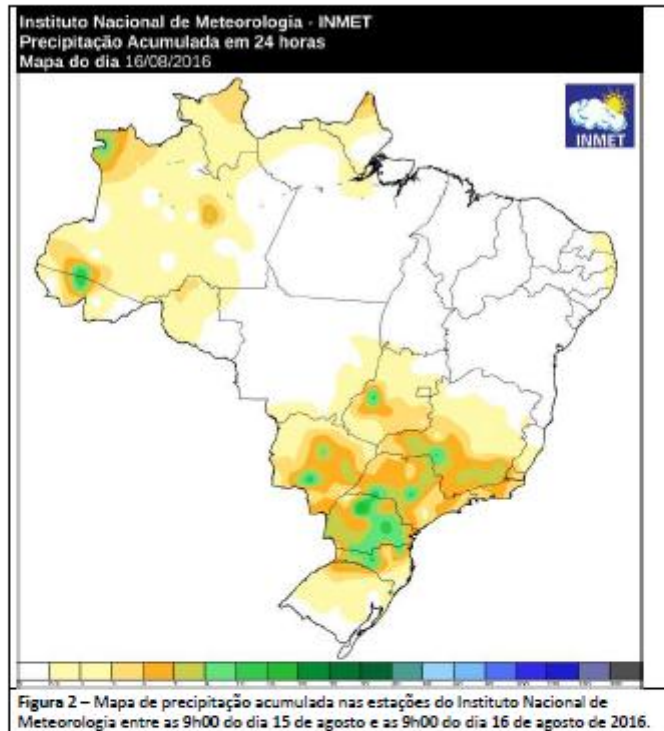 Instituto Nacional de Meteorologia - INMET
Precipitação Acumulada em 24 horas
Mapa do dia 16/08/2016
INMET
Figura 2 – Mapa de precipitação acumulada nas estações do Instituto Nacional de
Meteorologia entre as 9h00 do dia 15 de agosto e as 9h00 do dia 16 de agosto de 2016.